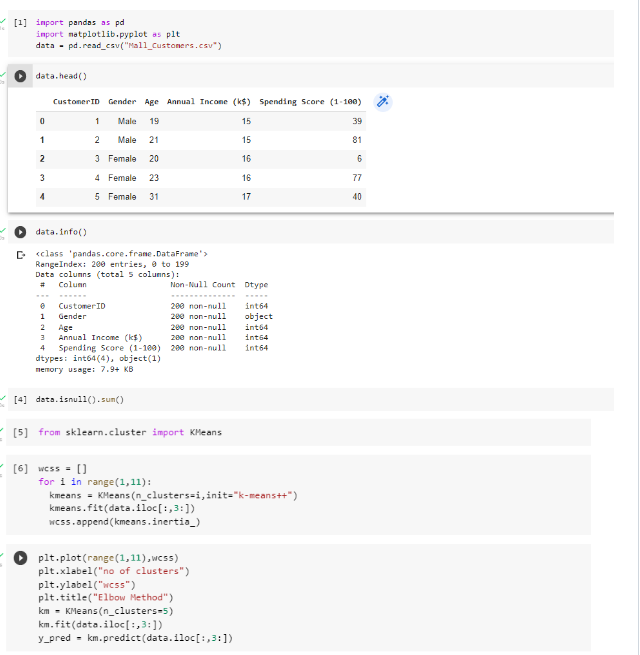 [1] import pandas as pd
import matplotlib.pyplot as plt
data = pd.read_csv("Mall_Customers.csv")
data.head()
CustomerID Gender Age Annual Income (k$) Spending Score (1-100)
0 1 Male 19 15 39
1 2 Male 21 15 81
2 3 Female 20 16 6
3 4 Female 23 16 77
4 5 Female 31 17 40
data.info()
<class 'pandas.core.frame.DataFrame'>
RangeIndex: 200 entries, 0 to 199
Data columns (total 5 columns):
# Column Non-Null Count Dtype
--- ------ -------------- -----
0 CustomerID 200 non-null int64
1 Gender 200 non-null object
2 Age 200 non-null int64
3 Annual Income (k$) 200 non-null int64
4 Spending Score (1-100) 200 non-null int64
dtypes: int64(4), object(1)
memory usage: 7.9+ KB
[4] data.isnull().sum()
[5] from sklearn.cluster import KMeans
[6] wcss = []
for i in range(1,11):
kmeans = KMeans(n_clusters=i,init="k-means++")
kmeans.fit(data.iloc[:,3:])
wcss.append(kmeans.inertia_)
plt.plot(range(1,11),wcss)
plt.xlabel("no of clusters")
plt.ylabel("wcss")
plt.title("Elbow Method")
km = KMeans(n_clusters=5)
km.fit(data.iloc[:,3:])
y_pred = km.predict(data.iloc[:,3:])